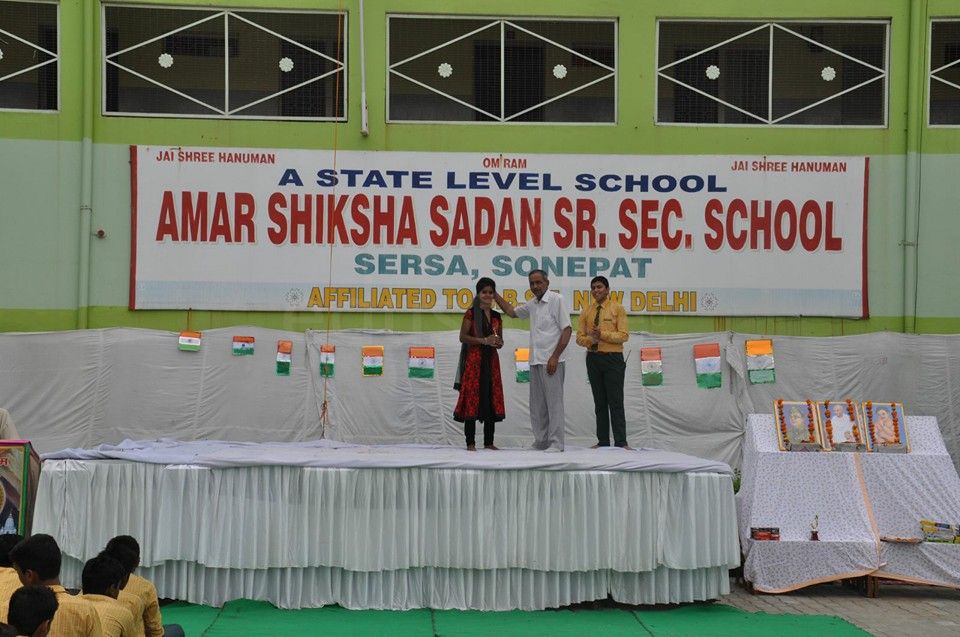 JAI SHREE HANUMAN
OM RAM
JAI SHREE HANUMAN
A STATE LEVEL SCHOOL
AMAR SHIKSHA SADAN SR. SEC. SCHOOL
SERSA, SONEPAT
AFFILIATED TO NEW DELHI